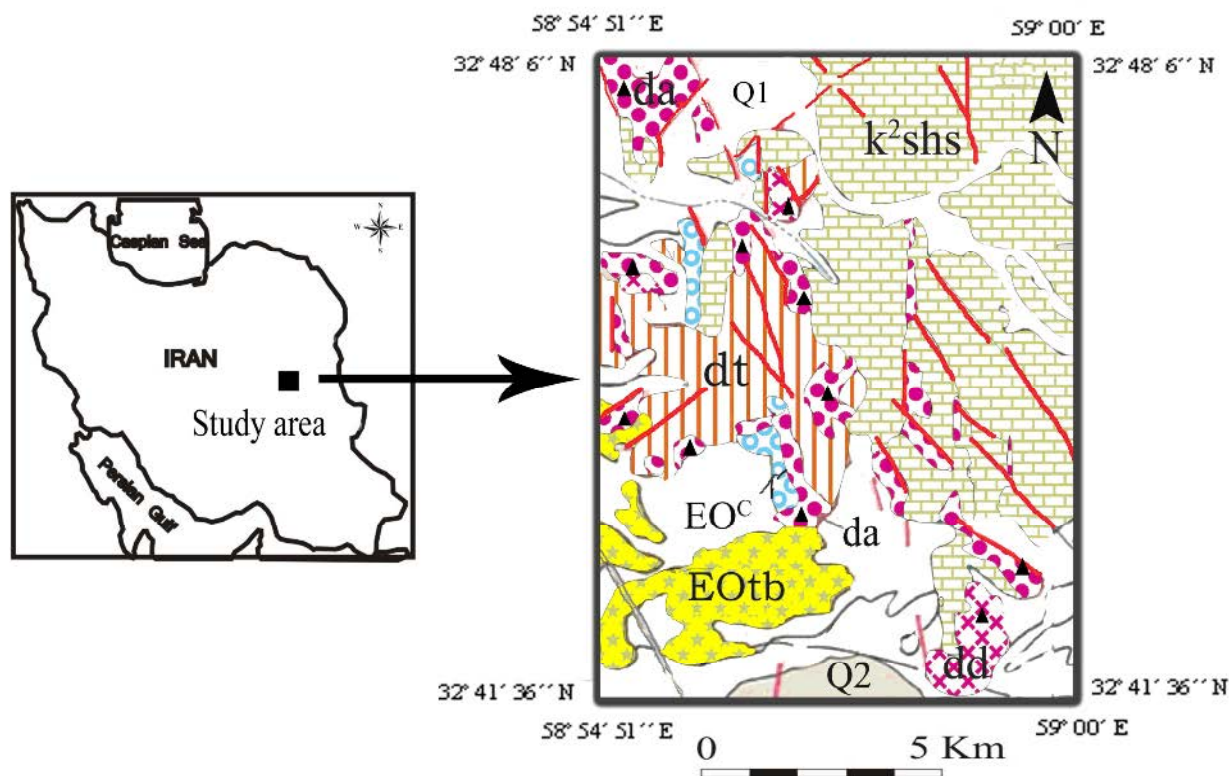 58° 54′ 51′′ E
59° 00′ E
32° 48′ 6′′ N
32° 48′ 6′′ N
da
Q1
k²shs
N
N
W
E
S
Caspian Sea
IRAN
Study area
Persian Gulf
dt
EOᶜ
da
EOtb
dd
Q2
32° 41′ 36′′ N
32° 41′ 36′′ N
58° 54′ 51′′ E
59° 00′ E
0
5 Km